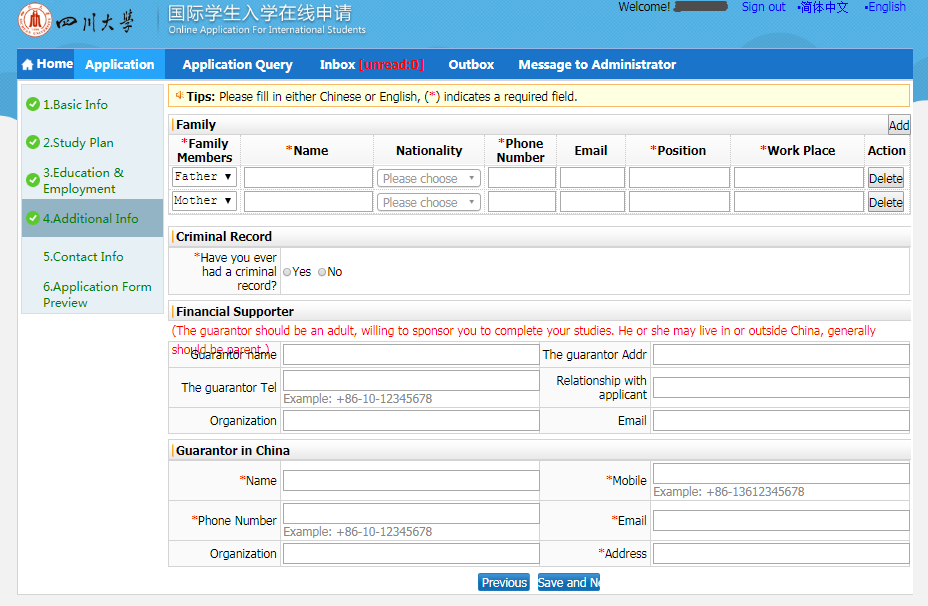 四川大学
国际学生入学在线申请
Online Application For International Students
Welcome! Sign out •简体中文 •English
Home Application Application Query Inbox [unread:0] Outbox Message to Administrator
1.Basic Info
2.Study Plan
3.Education &
Employment
4.Additional Info
5.Contact Info
6.Application Form
Preview
Tips: Please fill in either Chinese or English, (*) indicates a required field.
Family Add
*Family
Members *Name Nationality *Phone
Number Email *Position *Work Place Action
Father ▼ Please choose ▼ Delete
Mother ▼ Please choose ▼ Delete
Criminal Record
*Have you ever
had a criminal
record? Yes No
Financial Supporter
(The guarantor should be an adult, willing to sponsor you to complete your studies. He or she may live in or outside China, generally
should be parent.)
Guarantor name The guarantor Addr
The guarantor Tel Example: +86-10-12345678
Relationship with
applicant
Organization Email
Guarantor in China
*Name *Mobile
Example: +86-13612345678
*Phone Number *Email
Example: +86-10-12345678
Organization *Address
Previous Save and Ne